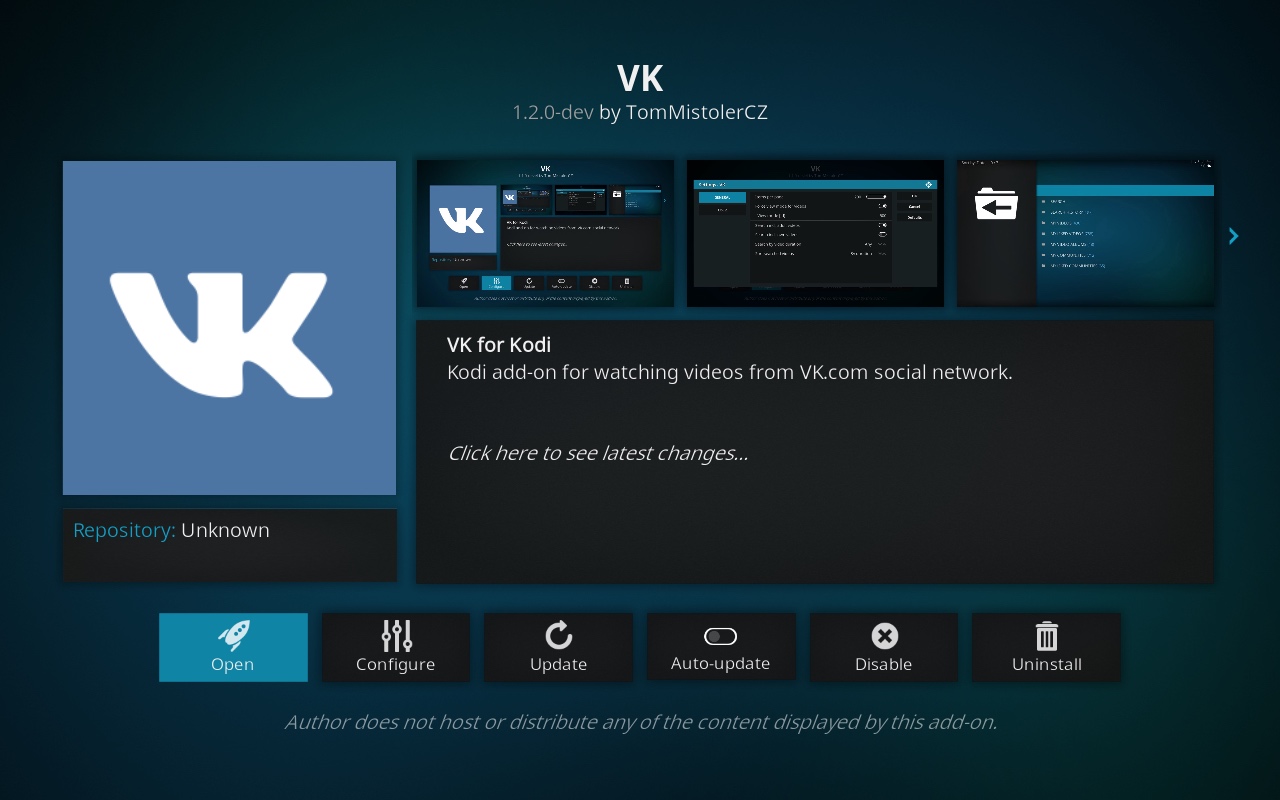 VK
1.2.0-dev by TomMistolerCZ
VK
VK for Kodi
Kodi add-on for watching videos from VK.com social network.
Click here to see latest changes...
Repository: Unknown
Open
Configure
Update
Auto-update
Disable
Uninstall
Author does not host or distribute any of the content displayed by this add-on.